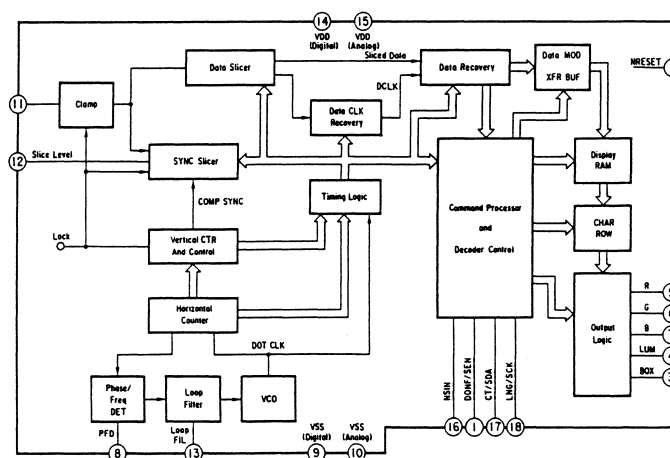 14
15
VDD
(Digital)
VDD
(Analog)
Sliced Data
Data Slicer
Data Recovery
Data MOD
XFR BUF
NRESET
11
Clamp
DCLK
Data CLK
Recovery
12
Slice Level
SYNC Slicer
Display
RAM
COMP SYNC
Timing Logic
Command Processor
and
Decoder Control
CHAR
ROW
Lock
Vertical CTR
And Control
Horizontal
Counter
Output
Logic
R
G
B
LUM
BOX
DOT CLK
Phase/
Freq
DET
Loop
Filter
VCO
NSIN
DONF/SEN
CT/SDA
LNG/SCK
16
1
17
18
PFD
Loop
FIL
VSS
(Digital)
VSS
(Analog)
8
13
9
10